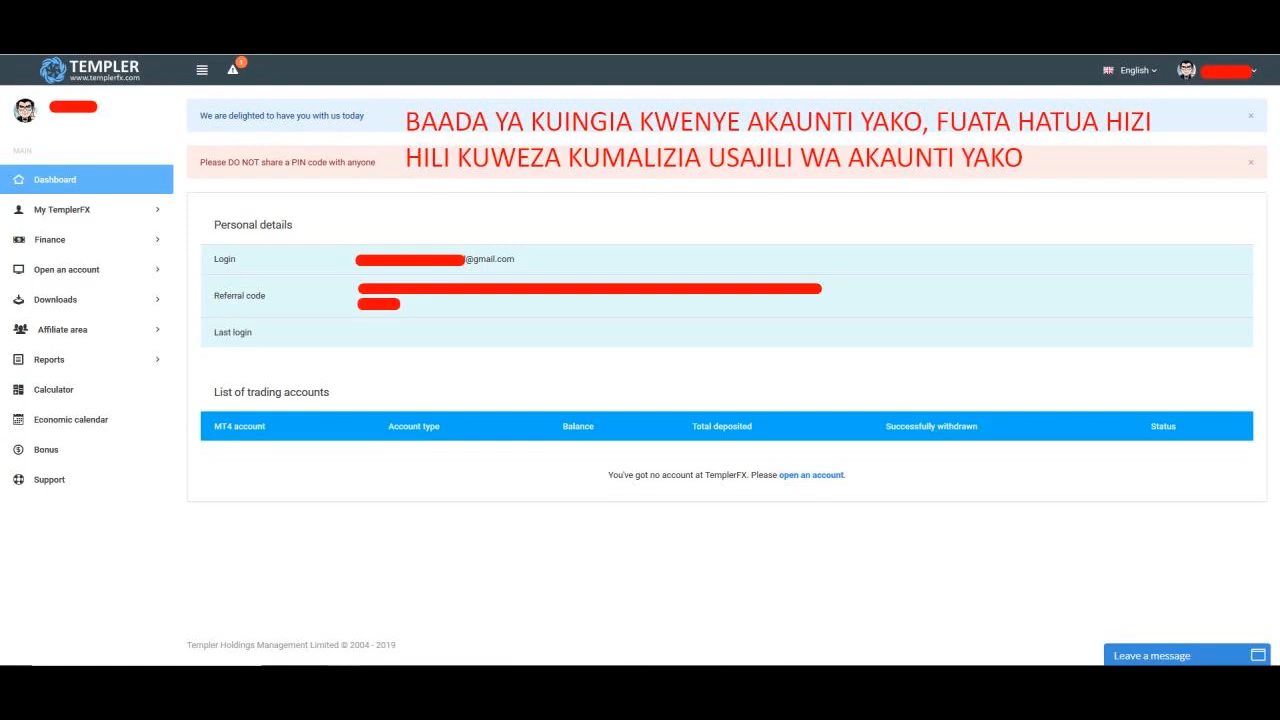 TEMPLER
www.templerfx.com
1
English
We are delighted to have you with us today
BAADA YA KUINGIA KWENYE AKAUNTI YAKO, FUATA HATUA HIZI
HILI KUWEZA KUMALIZIA USAJILI WA AKAUNTI YAKO
Please DO NOT share a PIN code with anyone
MAIN
Dashboard
My TemplerFX
Finance
Open an account
Downloads
Affiliate area
Reports
Calculator
Economic calendar
Bonus
Support
Personal details
Login @gmail.com
Referral code
Last login
List of trading accounts
MT4 account Account type Balance Total deposited Successfully withdrawn Status
You've got no account at TemplerFX. Please open an account.
Templer Holdings Management Limited © 2004 - 2019
Leave a message